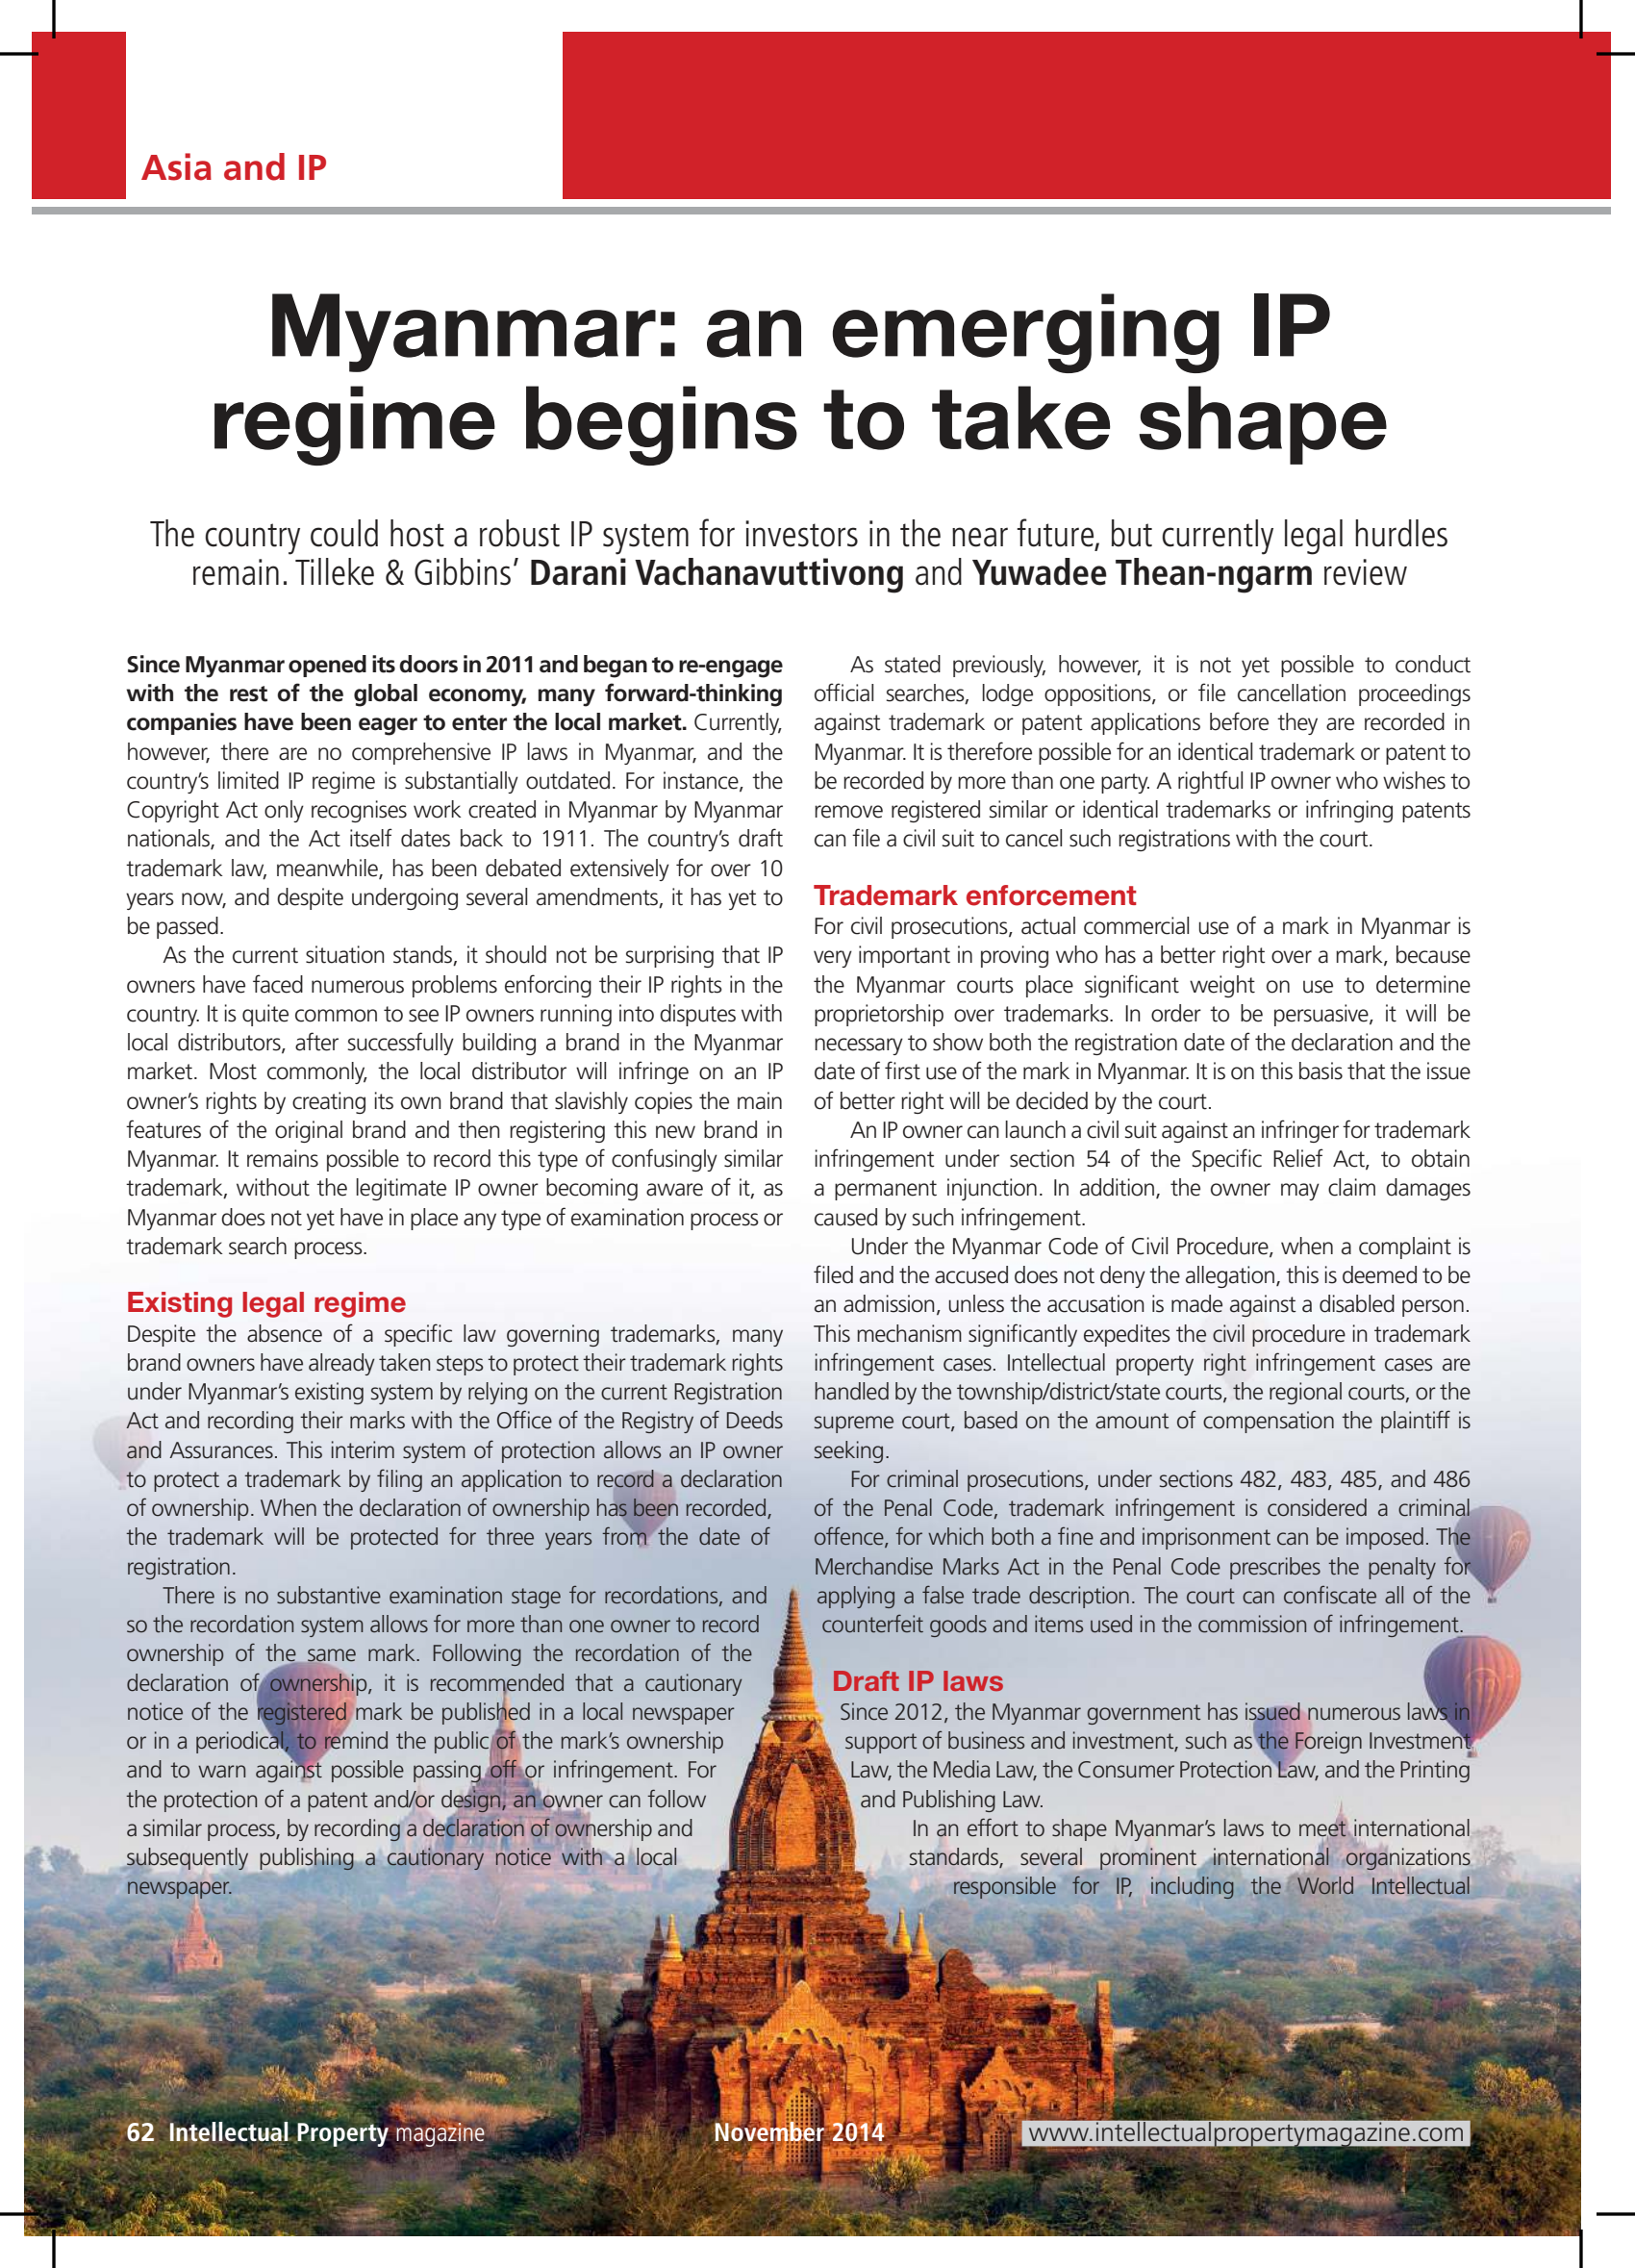 Asia and IP
Myanmar: an emerging IP
regime begins to take shape
The country could host a robust IP system for investors in the near future, but currently legal hurdles
remain. Tilleke & Gibbins’ Darani Vachanavuttivong and Yuwadee Thean-ngarm review
Since Myanmar opened its doors in 2011 and began to re-engage
with the rest of the global economy, many forward-thinking
companies have been eager to enter the local market. Currently,
however, there are no comprehensive IP laws in Myanmar, and the
country’s limited IP regime is substantially outdated. For instance, the
Copyright Act only recognises work created in Myanmar by Myanmar
nationals, and the Act itself dates back to 1911. The country’s draft
trademark law, meanwhile, has been debated extensively for over 10
years now, and despite undergoing several amendments, it has yet to
be passed.
As the current situation stands, it should not be surprising that IP
owners have faced numerous problems enforcing their IP rights in the
country. It is quite common to see IP owners running into disputes with
local distributors, after successfully building a brand in the Myanmar
market. Most commonly, the local distributor will infringe on an IP
owner’s rights by creating its own brand that slavishly copies the main
features of the original brand and then registering this new brand in
Myanmar. It remains possible to record this type of confusingly similar
trademark, without the legitimate IP owner becoming aware of it, as
Myanmar does not yet have in place any type of examination process or
trademark search process.
Existing legal regime
Despite the absence of a specific law governing trademarks, many
brand owners have already taken steps to protect their trademark rights
under Myanmar’s existing system by relying on the current Registration
Act and recording their marks with the Office of the Registry of Deeds
and Assurances. This interim system of protection allows an IP owner
to protect a trademark by filing an application to record a declaration
of ownership. When the declaration of ownership has been recorded,
the trademark will be protected for three years from the date of
registration.
There is no substantive examination stage for recordations, and
so the recordation system allows for more than one owner to record
ownership of the same mark. Following the recordation of the
declaration of ownership, it is recommended that a cautionary
notice of the registered mark be published in a local newspaper
or in a periodical, to remind the public of the mark’s ownership
and to warn against possible passing off or infringement. For
the protection of a patent and/or design, an owner can follow
a similar process, by recording a declaration of ownership and
subsequently publishing a cautionary notice with a local
newspaper.
As stated previously, however, it is not yet possible to conduct
official searches, lodge oppositions, or file cancellation proceedings
against trademark or patent applications before they are recorded in
Myanmar. It is therefore possible for an identical trademark or patent to
be recorded by more than one party. A rightful IP owner who wishes to
remove registered similar or identical trademarks or infringing patents
can file a civil suit to cancel such registrations with the court.
Trademark enforcement
For civil prosecutions, actual commercial use of a mark in Myanmar is
very important in proving who has a better right over a mark, because
the Myanmar courts place significant weight on use to determine
proprietorship over trademarks. In order to be persuasive, it will be
necessary to show both the registration date of the declaration and the
date of first use of the mark in Myanmar. It is on this basis that the issue
of better right will be decided by the court.
An IP owner can launch a civil suit against an infringer for trademark
infringement under section 54 of the Specific Relief Act, to obtain
a permanent injunction. In addition, the owner may claim damages
caused by such infringement.
Under the Myanmar Code of Civil Procedure, when a complaint is
filed and the accused does not deny the allegation, this is deemed to be
an admission, unless the accusation is made against a disabled person.
This mechanism significantly expedites the civil procedure in trademark
infringement cases. Intellectual property right infringement cases are
handled by the township/district/state courts, the regional courts, or the
supreme court, based on the amount of compensation the plaintiff is
seeking.
For criminal prosecutions, under sections 482, 483, 485, and 486
of the Penal Code, trademark infringement is considered a criminal
offence, for which both a fine and imprisonment can be imposed. The
Merchandise Marks Act in the Penal Code prescribes the penalty for
applying a false trade description. The court can confiscate all of the
counterfeit goods and items used in the commission of infringement.
Draft IP laws
Since 2012, the Myanmar government has issued numerous laws in
support of business and investment, such as the Foreign Investment
Law, the Media Law, the Consumer Protection Law, and the Printing
and Publishing Law.
In an effort to shape Myanmar’s laws to meet international
standards, several prominent international organizations
responsible for IP, including the World Intellectual
62 Intellectual Property magazine
November 2014
www.intellectualpropertymagazine.com